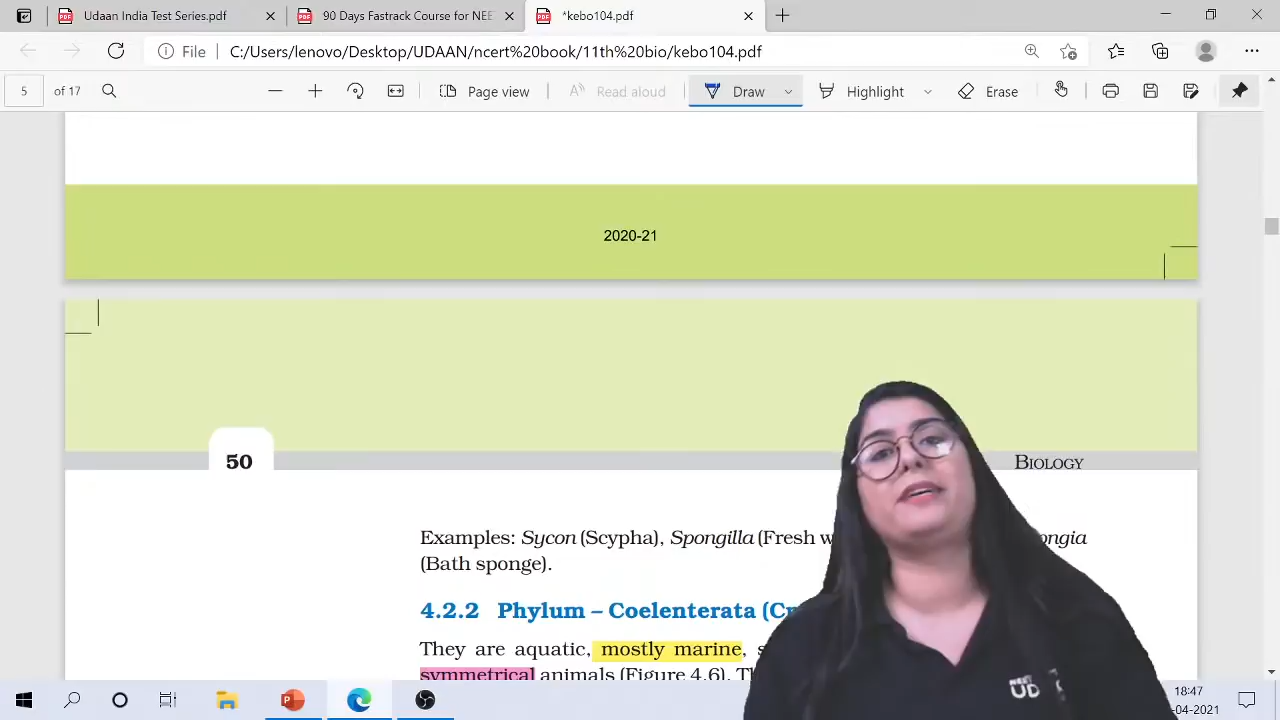 Udaan India Test Series.pdf
90 Days Fastrack Course for NEE
*kebo104.pdf
File
C:/Users/lenovo/Desktop/UDAAN/ncert%20book/11th%20bio/kebo104.pdf
5 of 17
Page view
Read aloud
Draw
Highlight
Erase
2020-21
50
BIOLOGY
Examples: Sycon (Scypha), Spongilla (Fresh
(Bath sponge).
4.2.2 Phylum – Coelenterata
They are aquatic, mostly marine,
symmetrical animals (Figure 4.6).
18:47
-04-2021
UD